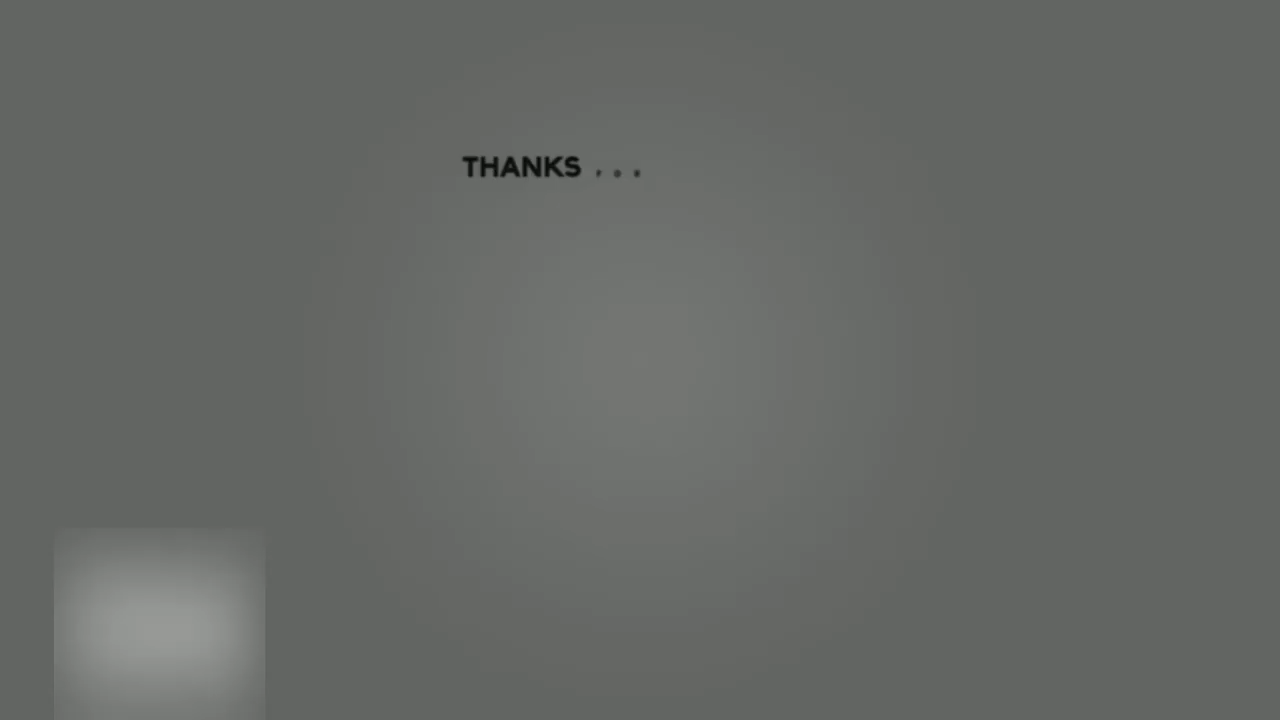 THANKS . . .